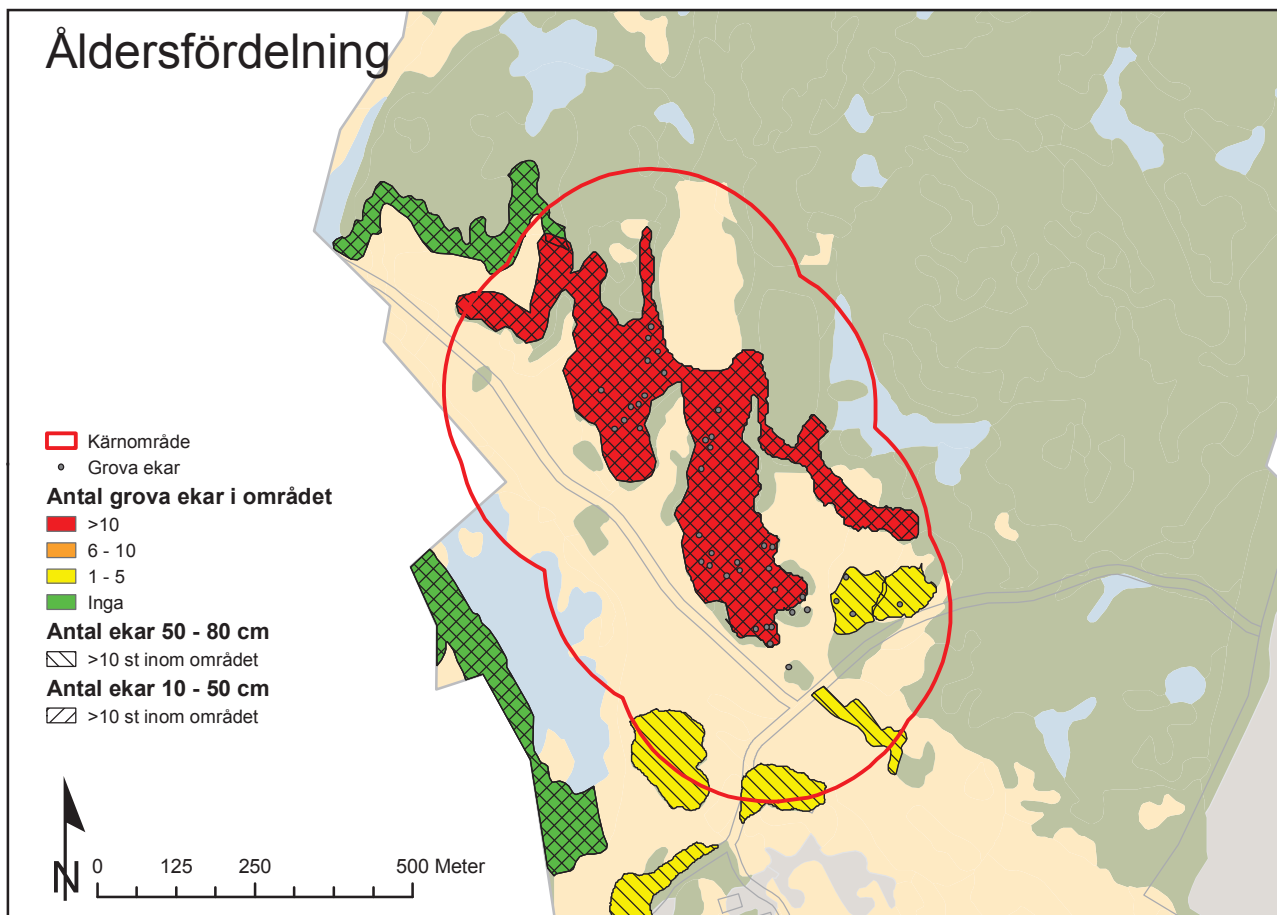 Åldersfördelning
Kärnområde
Grova ekar
Antal grova ekar i området
>10
6 - 10
1 - 5
Inga
Antal ekar 50 - 80 cm
>10 st inom området
Antal ekar 10 - 50 cm
>10 st inom området
N
0 125 250 500 Meter